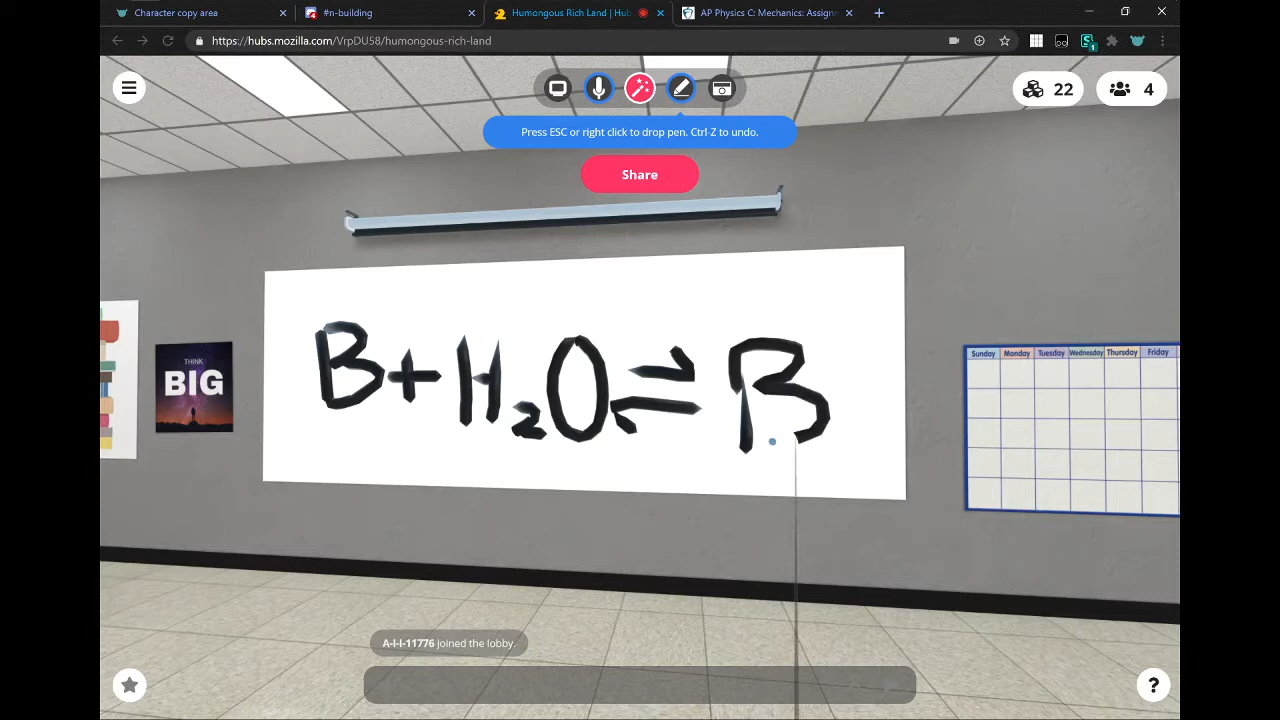 Character copy area
#n-building
Humongous Rich Land | Hub
AP Physics C: Mechanics: Assignm
https://hubs.mozilla.com/VrpDU58/humongous-rich-land
1
22
4
Press ESC or right click to drop pen. Ctrl-Z to undo.
Share
THINK
BIG
B+H₂O⇌B
Sunday Monday Tuesday Wednesday Thursday Friday
A-I-I-11776 joined the lobby.
?